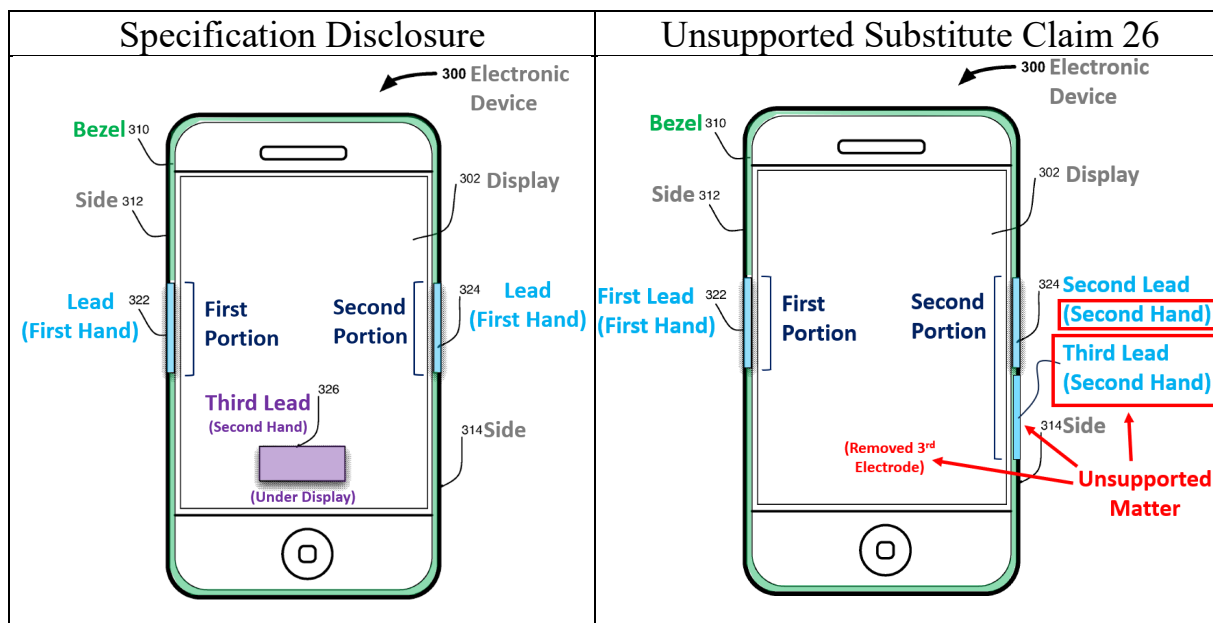 Specification Disclosure
300 Electronic
Device
Bezel 310
302 Display
Side 312
Lead 322
(First Hand)
First
Portion
Second
Portion
324 Lead
(First Hand)
Third Lead 326
(Second Hand)
(Under Display)
314 Side
Unsupported Substitute Claim 26
300 Electronic
Device
Bezel 310
302 Display
Side 312
First Lead 322
(First Hand)
First
Portion
Second
Portion
324 Second Lead
(Second Hand)
Third Lead
(Second Hand)
314 Side
(Removed 3rd
Electrode)
Unsupported
Matter